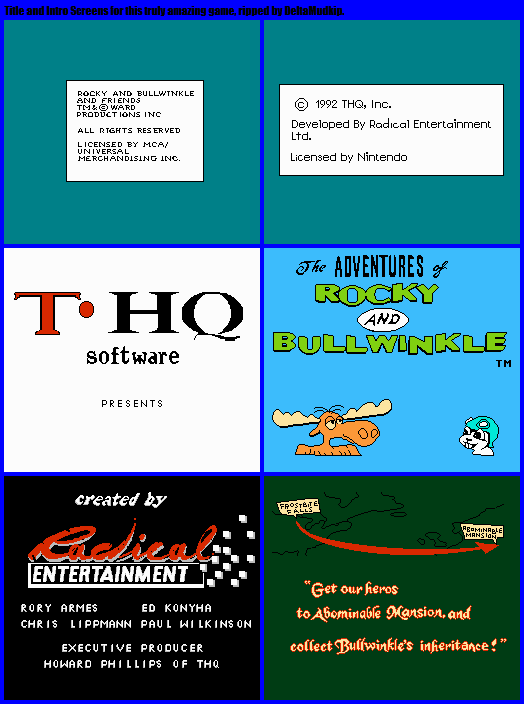 Title and Intro Screens for this truly amazing game, ripped by DeltaModkip.
ROCKY AND BULLWINKLE
AND FRIENDS
TM&©WARD
PRODUCTIONS INC
ALL RIGHTS RESERVED
LICENSED BY MCA/
UNIVERSAL
MERCHANDISING INC.
© 1992 THQ, Inc.
Developed By Radical Entertainment
Ltd.
Licensed by Nintendo
T·HQ
software
PRESENTS
The ADVENTURES of
ROCKY
AND
BULLWINKLE
TM
created by
Radical
ENTERTAINMENT
RORY ARMES ED KONYHA
CHRIS LIPPMANN PAUL WILKINSON
EXECUTIVE PRODUCER
HOWARD PHILLIPS OF THQ
FROSTBITE
FALLS
ABOMINABLE
MANSION
"Get our heros
to Abominable Mansion, and
collect Bullwinkle's inheritance!"